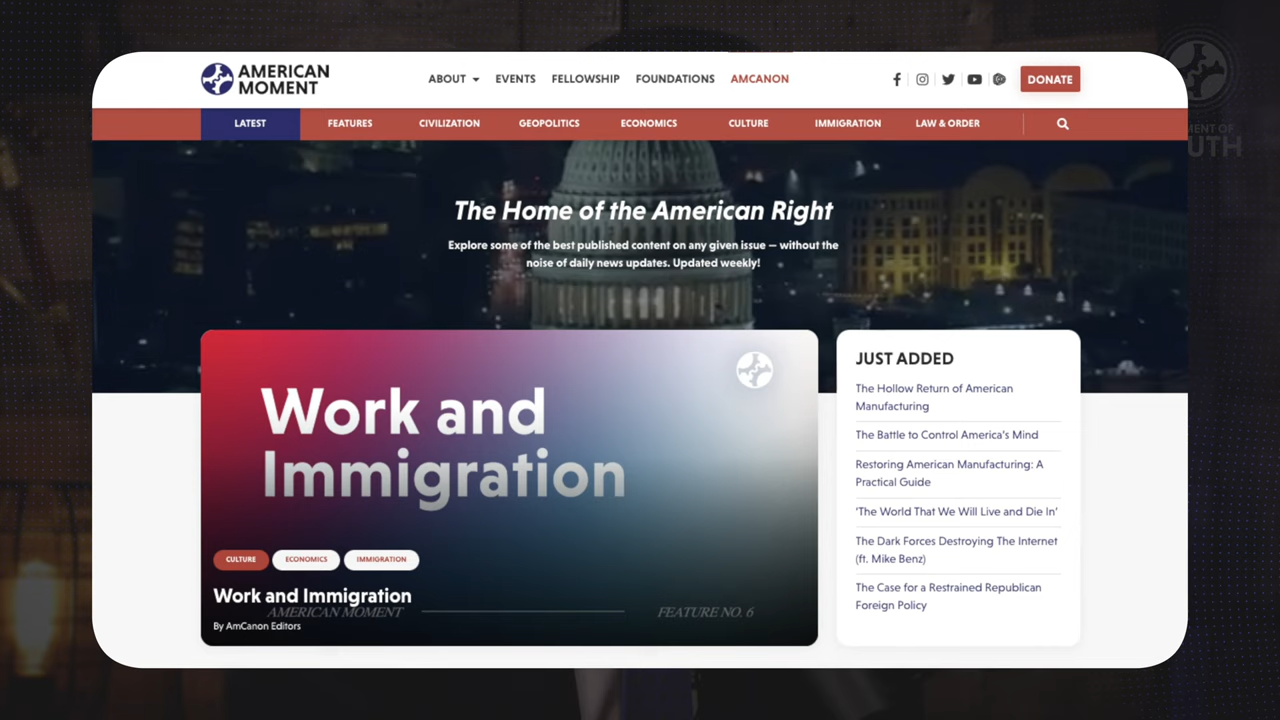 AMERICAN
MOMENT
ABOUT
EVENTS
FELLOWSHIP
FOUNDATIONS
AMCANON
DONATE
LATEST
FEATURES
CIVILIZATION
GEOPOLITICS
ECONOMICS
CULTURE
IMMIGRATION
LAW & ORDER
The Home of the American Right
Explore some of the best published content on any given issue — without the
noise of daily news updates. Updated weekly!
Work and
Immigration
CULTURE
ECONOMICS
IMMIGRATION
Work and Immigration
AMERICAN MOMENT
FEATURE NO. 6
By AmCanon Editors
JUST ADDED
The Hollow Return of American
Manufacturing
The Battle to Control America's Mind
Restoring American Manufacturing: A
Practical Guide
'The World That We Will Live and Die In'
The Dark Forces Destroying The Internet
(ft. Mike Benz)
The Case for a Restrained Republican
Foreign Policy